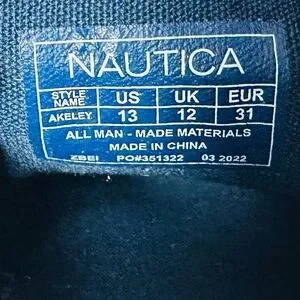 NAUTICA
STYLE NAME US UK EUR
AKELEY 13 12 31
ALL MAN - MADE MATERIALS
MADE IN CHINA
ZBEI PO#351322 03 2022